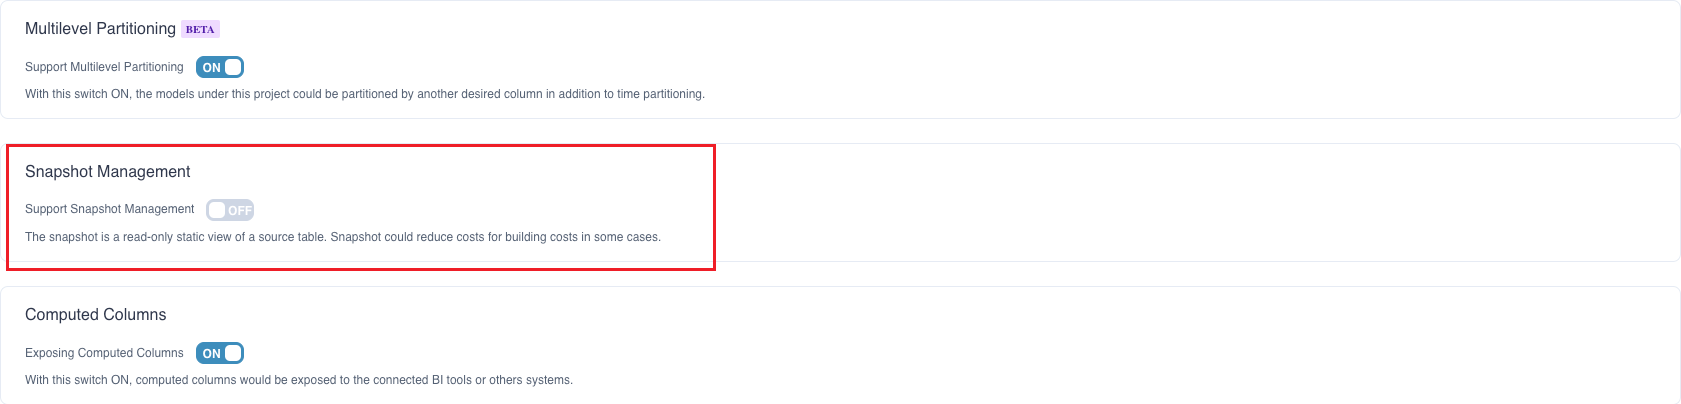 Multilevel Partitioning BETA
Support Multilevel Partitioning ON
With this switch ON, the models under this project could be partitioned by another desired column in addition to time partitioning.
Snapshot Management
Support Snapshot Management OFF
The snapshot is a read-only static view of a source table. Snapshot could reduce costs for building costs in some cases.
Computed Columns
Exposing Computed Columns ON
With this switch ON, computed columns would be exposed to the connected BI tools or others systems.